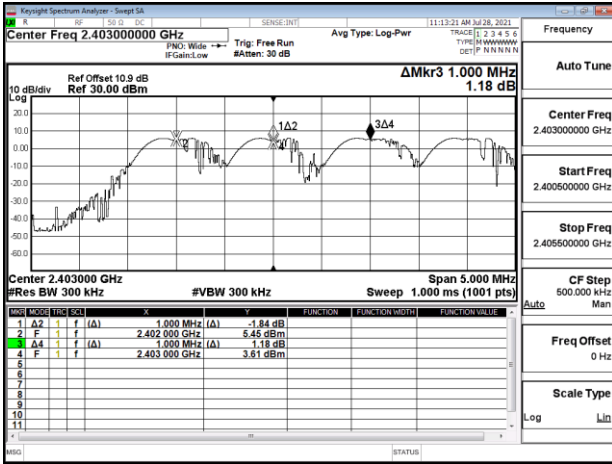 Keysight Spectrum Analyzer - Swept SA
R RF 50 Ω DC SENSE:INT 11:13:21 AM Jul 28, 2021
Center Freq 2.403000000 GHz
PNO: Wide
IFGain:Low
Trig: Free Run
#Atten: 30 dB
Avg Type: Log-Pwr
TRACE 1 2 3 4 5 6
TYPE M WWWWW
DET P N N N N N
Ref Offset 10.9 dB
Ref 30.00 dBm
10 dB/div
Log
ΔMkr3 1.000 MHz
1.18 dB
20.0
10.0
0.00
-10.0
-20.0
-30.0
-40.0
-50.0
-60.0
1Δ2
3Δ4
2
4
Center 2.403000 GHz
#Res BW 300 kHz
#VBW 300 kHz
Span 5.000 MHz
Sweep 1.000 ms (1001 pts)
MKR MODE TRC SCL X Y FUNCTION FUNCTION WIDTH FUNCTION VALUE
1 Δ2 1 f (Δ) 1.000 MHz (Δ) -1.84 dB
2 F 1 f 2.402 000 GHz 5.45 dBm
3 Δ4 1 f (Δ) 1.000 MHz (Δ) 1.18 dB
4 F 1 f 2.403 000 GHz 3.61 dBm
5
6
7
8
9
10
11
MSG
STATUS
Frequency
Auto Tune
Center Freq
2.403000000 GHz
Start Freq
2.400500000 GHz
Stop Freq
2.405500000 GHz
CF Step
500.000 kHz
Auto Man
Freq Offset
0 Hz
Scale Type
Log Lin